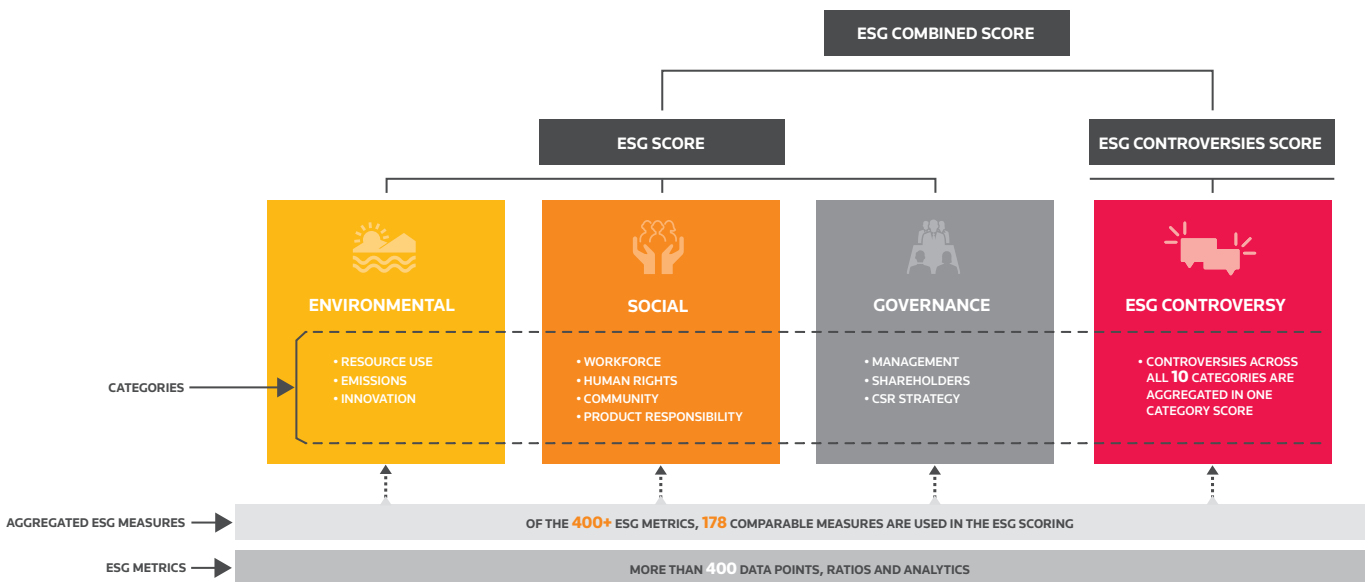 ESG COMBINED SCORE
ESG SCORE
ESG CONTROVERSIES SCORE
ENVIRONMENTAL
SOCIAL
GOVERNANCE
ESG CONTROVERSY
CATEGORIES
• RESOURCE USE
• EMISSIONS
• INNOVATION
• WORKFORCE
• HUMAN RIGHTS
• COMMUNITY
• PRODUCT RESPONSIBILITY
• MANAGEMENT
• SHAREHOLDERS
• CSR STRATEGY
• CONTROVERSIES ACROSS
ALL 10 CATEGORIES ARE
AGGREGATED IN ONE
CATEGORY SCORE
AGGREGATED ESG MEASURES
OF THE 400+ ESG METRICS, 178 COMPARABLE MEASURES ARE USED IN THE ESG SCORING
ESG METRICS
MORE THAN 400 DATA POINTS, RATIOS AND ANALYTICS